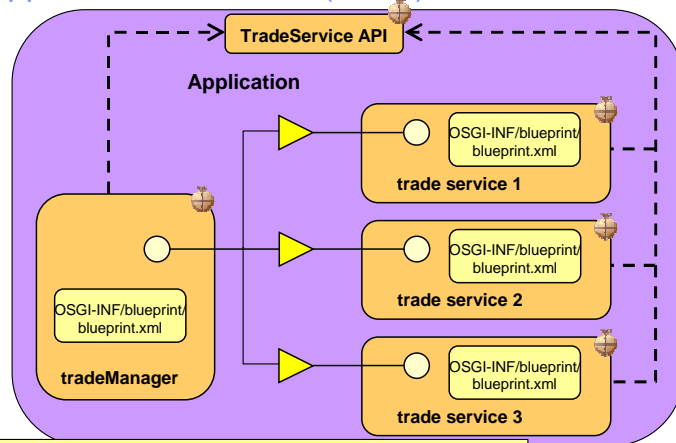 TradeService API
Application
OSGI-INF/blueprint/
blueprint.xml
trade service 1
OSGI-INF/blueprint/
blueprint.xml
trade service 2
OSGI-INF/blueprint/
blueprint.xml
tradeManager
OSGI-INF/blueprint/
blueprint.xml
trade service 3